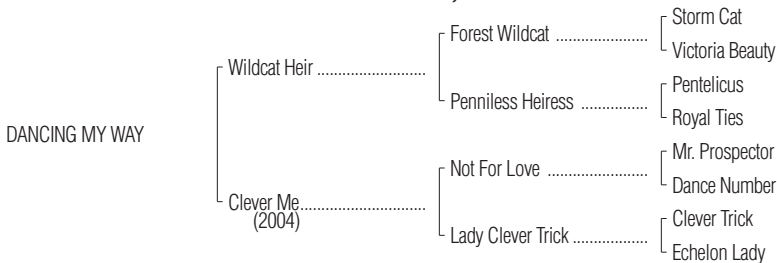 Storm Cat
Forest Wildcat ......................
Victoria Beauty
Wildcat Heir ..........................
Pentelicus
Penniless Heiress ................
Royal Ties
DANCING MY WAY
Mr. Prospector
Not For Love ........................
Dance Number
Clever Me..............................
(2004)
Clever Trick
Lady Clever Trick ..................
Echelon Lady